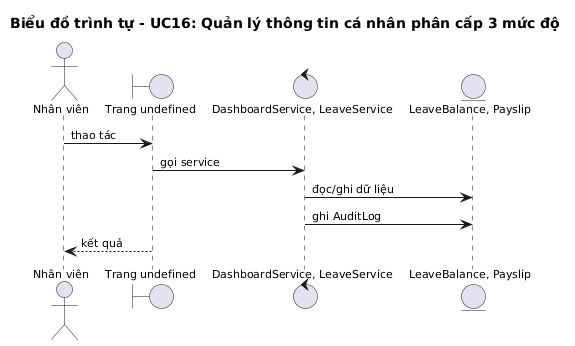 Biểu đồ trình tự - UC16: Quản lý thông tin cá nhân phân cấp 3 mức độ
Nhân viên
Trang undefined
DashboardService, LeaveService
LeaveBalance, Payslip
thao tác
gọi service
đọc/ghi dữ liệu
ghi AuditLog
kết quả
Nhân viên
Trang undefined
DashboardService, LeaveService
LeaveBalance, Payslip